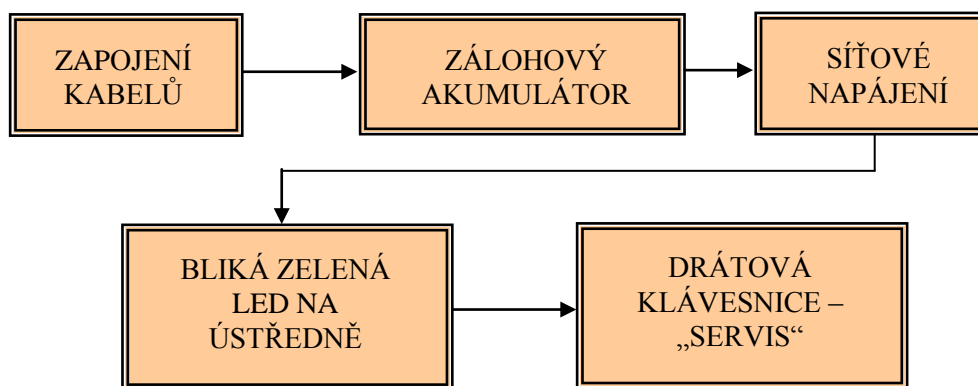 ZAPOJENÍ
KABELŮ
ZÁLOHOVÝ
AKUMULÁTOR
SÍŤOVÉ
NAPÁJENÍ
BLIKÁ ZELENÁ
LED NA
ÚSTŘEDNĚ
DRÁTOVÁ
KLÁVESNICE –
„SERVIS“